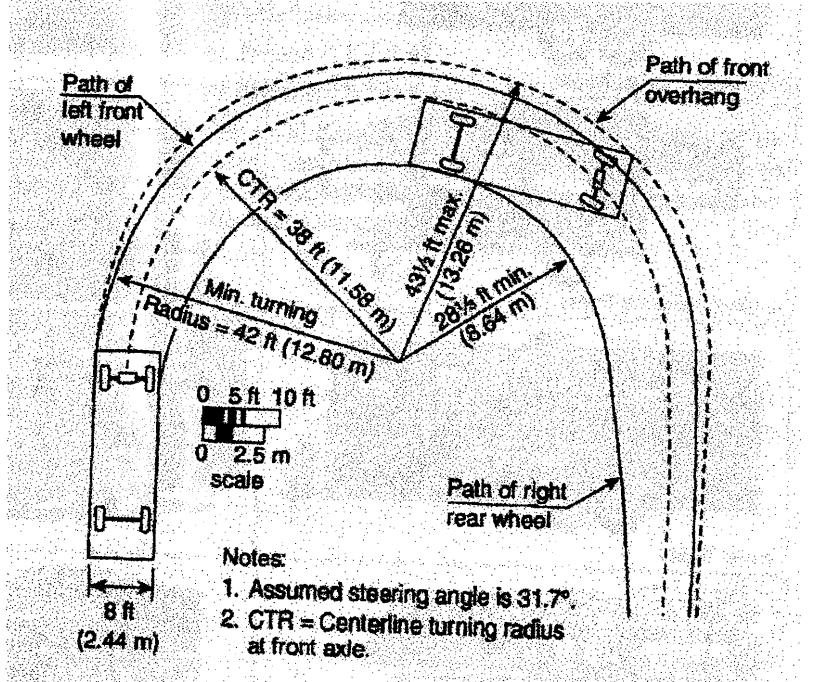 Path of
left front
wheel
Path of front
overhang
CTR = 38 ft (11.58 m)
43½ ft max.
(13.26 m)
28⅓ ft min.
(8.64 m)
Min. turning
Radius = 42 ft (12.80 m)
0 5 ft 10 ft
0 2.5 m
scale
Path of right
rear wheel
Notes:
1. Assumed steering angle is 31.7°.
2. CTR = Centerline turning radius
at front axle.
8 ft
(2.44 m)